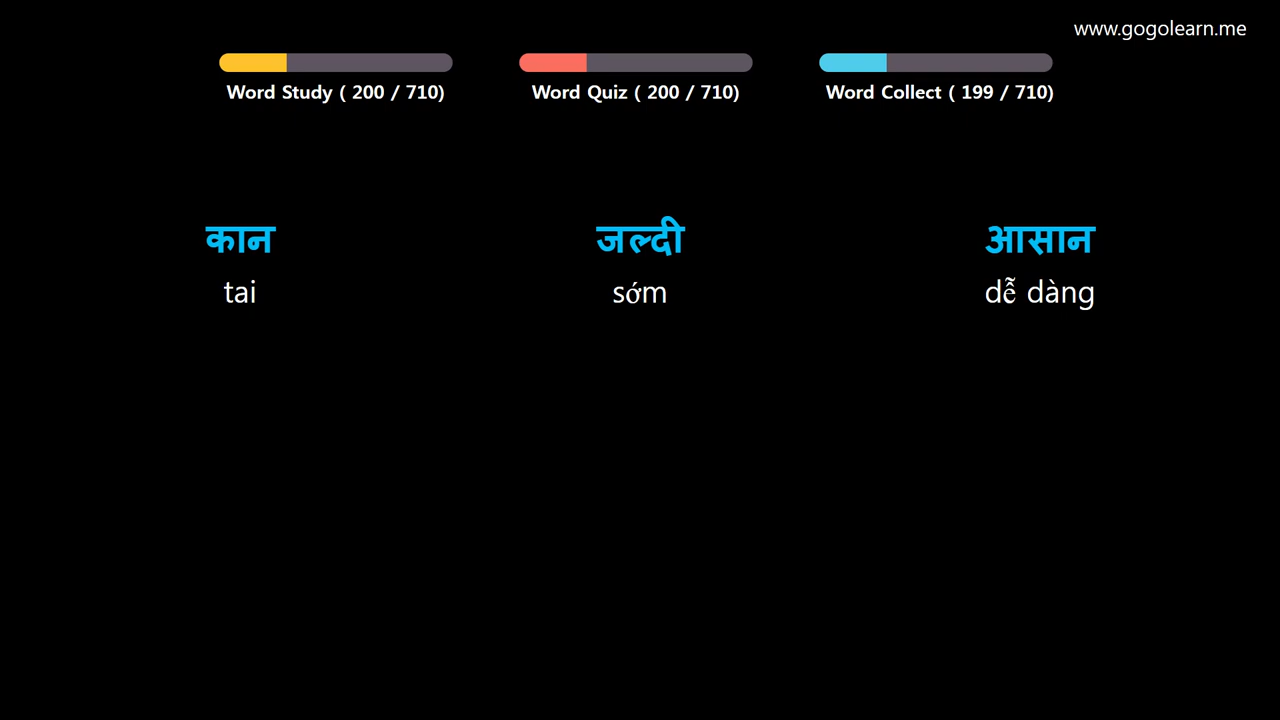 www.gogolearn.me
Word Study ( 200 / 710)
Word Quiz ( 200 / 710)
Word Collect ( 199 / 710)
कान
जल्दी
आसान
tai
sớm
dễ dàng